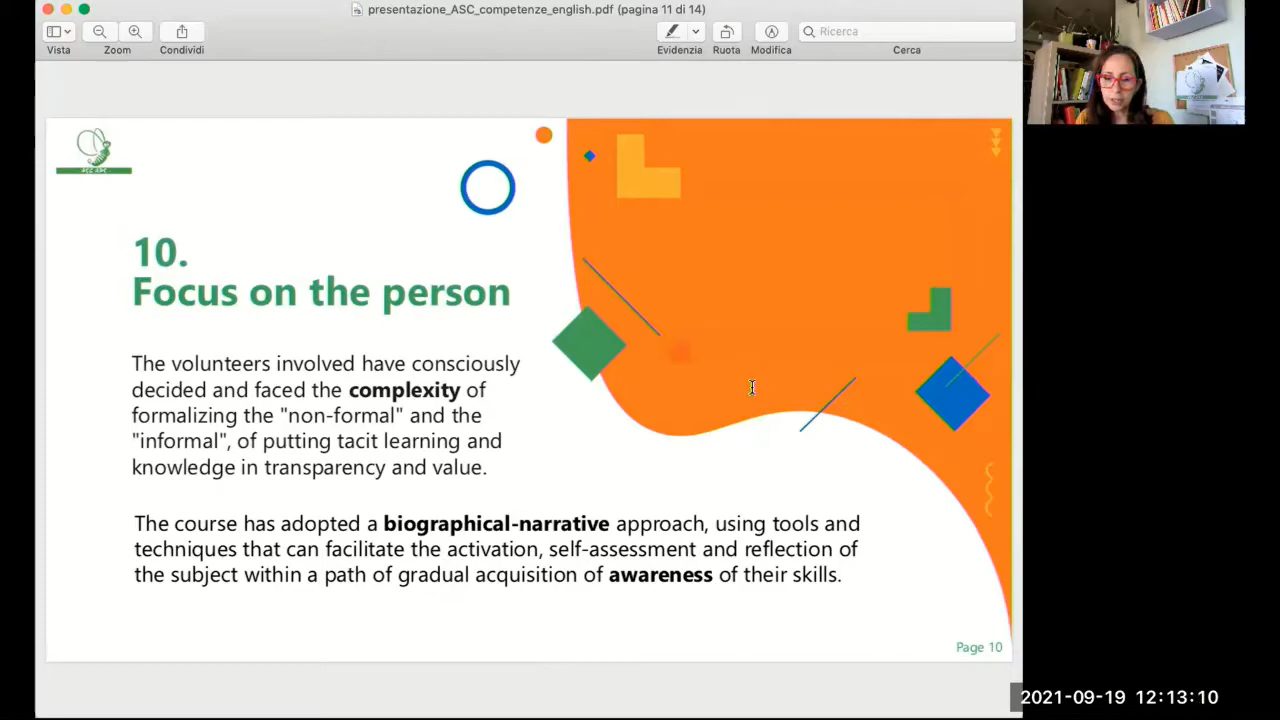 presentazione_ASC_competenze_english.pdf (pagina 11 di 14)
Vista
Zoom
Condividi
Evidenzia
Ruota
Modifica
Ricerca
Cerca
10.
Focus on the person
The volunteers involved have consciously
decided and faced the complexity of
formalizing the "non-formal" and the
"informal", of putting tacit learning and
knowledge in transparency and value.
The course has adopted a biographical-narrative approach, using tools and
techniques that can facilitate the activation, self-assessment and reflection of
the subject within a path of gradual acquisition of awareness of their skills.
Page 10
2021-09-19 12:13:10